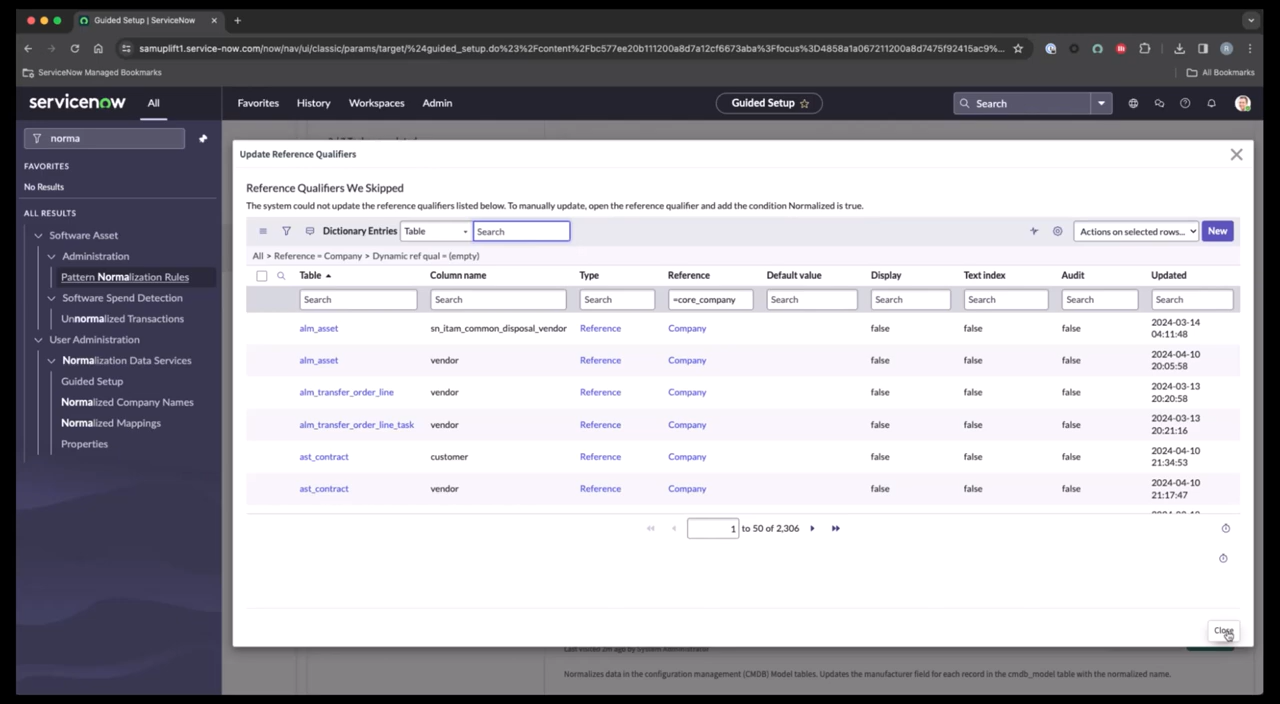 Guided Setup | ServiceNow
samuplift1.service-now.com/now/nav/ui/classic/params/target/%24guided_setup.do%23%2Fcontent%2Fbc577ee20b111200a8d7a12cf6673aba%3Ffocus%3D4858a1a067211200a8d7475f92415ac9%...
ServiceNow Managed Bookmarks
All Bookmarks
servicenow All Favorites History Workspaces Admin Guided Setup Search
norma
FAVORITES
No Results
ALL RESULTS
Software Asset
Administration
Pattern Normalization Rules
Software Spend Detection
Unnormalized Transactions
User Administration
Normalization Data Services
Guided Setup
Normalized Company Names
Normalized Mappings
Properties
Update Reference Qualifiers
Reference Qualifiers We Skipped
The system could not update the reference qualifiers listed below. To manually update, open the reference qualifier and add the condition Normalized is true.
Dictionary Entries Table Search Actions on selected rows... New
All > Reference = Company > Dynamic ref qual = (empty)
Table Column name Type Reference Default value Display Text index Audit Updated
Search Search Search =core_company Search Search Search Search Search
alm_asset sn_itam_common_disposal_vendor Reference Company false false false 2024-03-14 04:11:48
alm_asset vendor Reference Company false false false 2024-04-10 20:05:58
alm_transfer_order_line vendor Reference Company false false false 2024-03-13 20:20:58
alm_transfer_order_line_task vendor Reference Company false false false 2024-03-13 20:21:16
ast_contract customer Reference Company false false false 2024-04-10 21:34:53
ast_contract vendor Reference Company false false false 2024-04-10 21:17:47
1 to 50 of 2,306
Close
Last visited 2m ago by System Administrator
Normalizes data in the configuration management (CMDB) Model tables. Updates the manufacturer field for each record in the cmdb_model table with the normalized name.